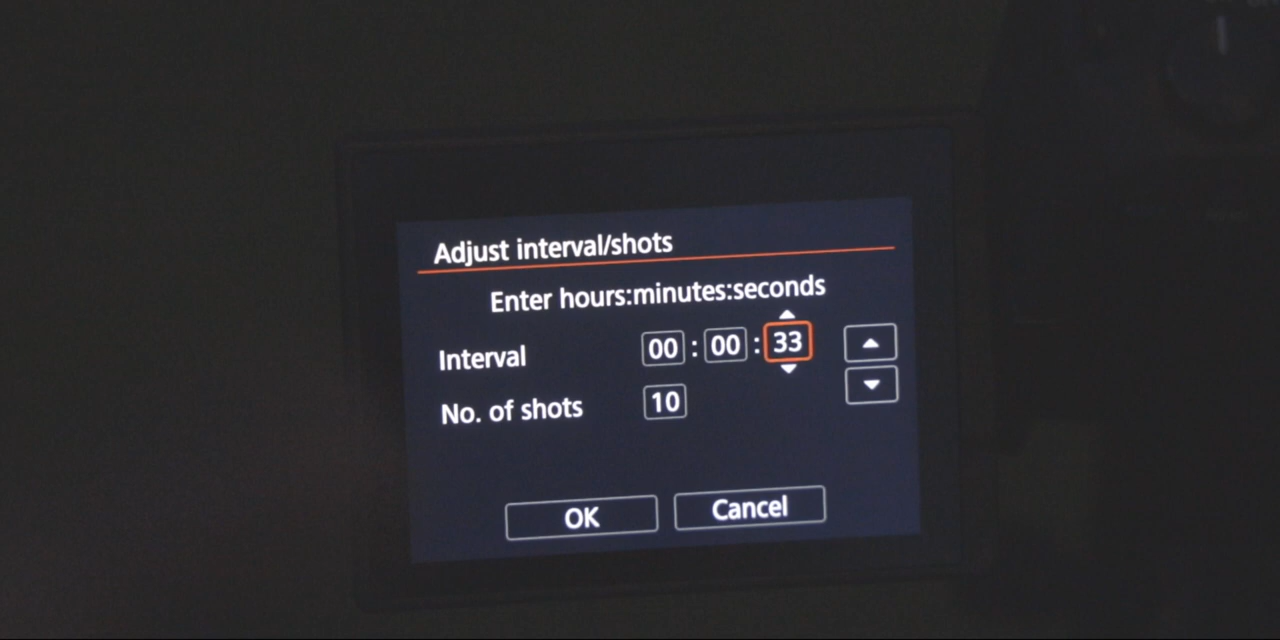 Adjust interval/shots
Enter hours:minutes:seconds
Interval 00 : 00 : 33
No. of shots 10
OK Cancel